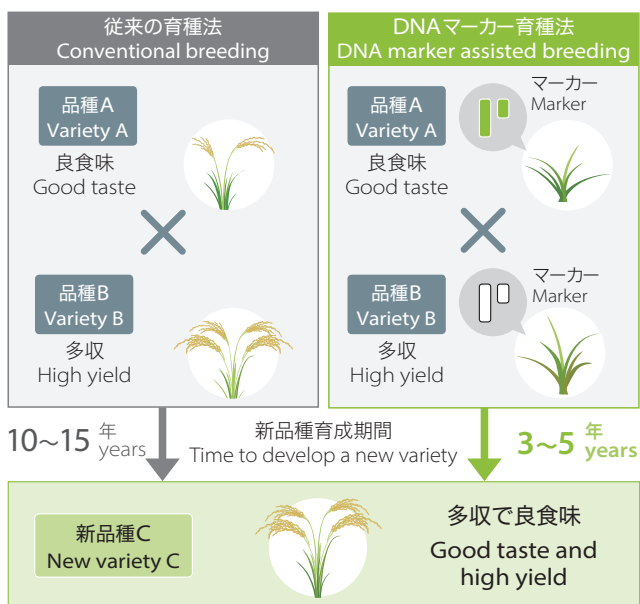 従来の育種法
Conventional breeding
品種A
Variety A
良食味
Good taste
品種B
Variety B
多収
High yield
DNAマーカー育種法
DNA marker assisted breeding
品種A
Variety A
マーカー
Marker
良食味
Good taste
品種B
Variety B
マーカー
Marker
多収
High yield
10〜15 年
years
新品種育成期間
Time to develop a new variety
3〜5 年
years
新品種C
New variety C
多収で良食味
Good taste and
high yield